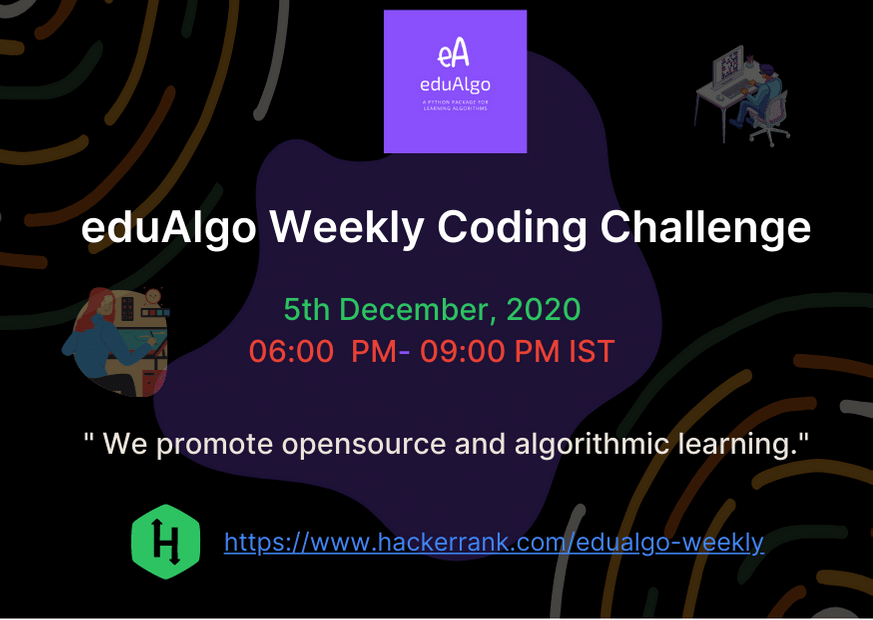 eA
eduAlgo
A PYTHON PACKAGE FOR
LEARNING ALGORITHMS
eduAlgo Weekly Coding Challenge
5th December, 2020
06:00  PM- 09:00 PM IST
" We promote opensource and algorithmic learning."
H
https://www.hackerrank.com/edualgo-weekly